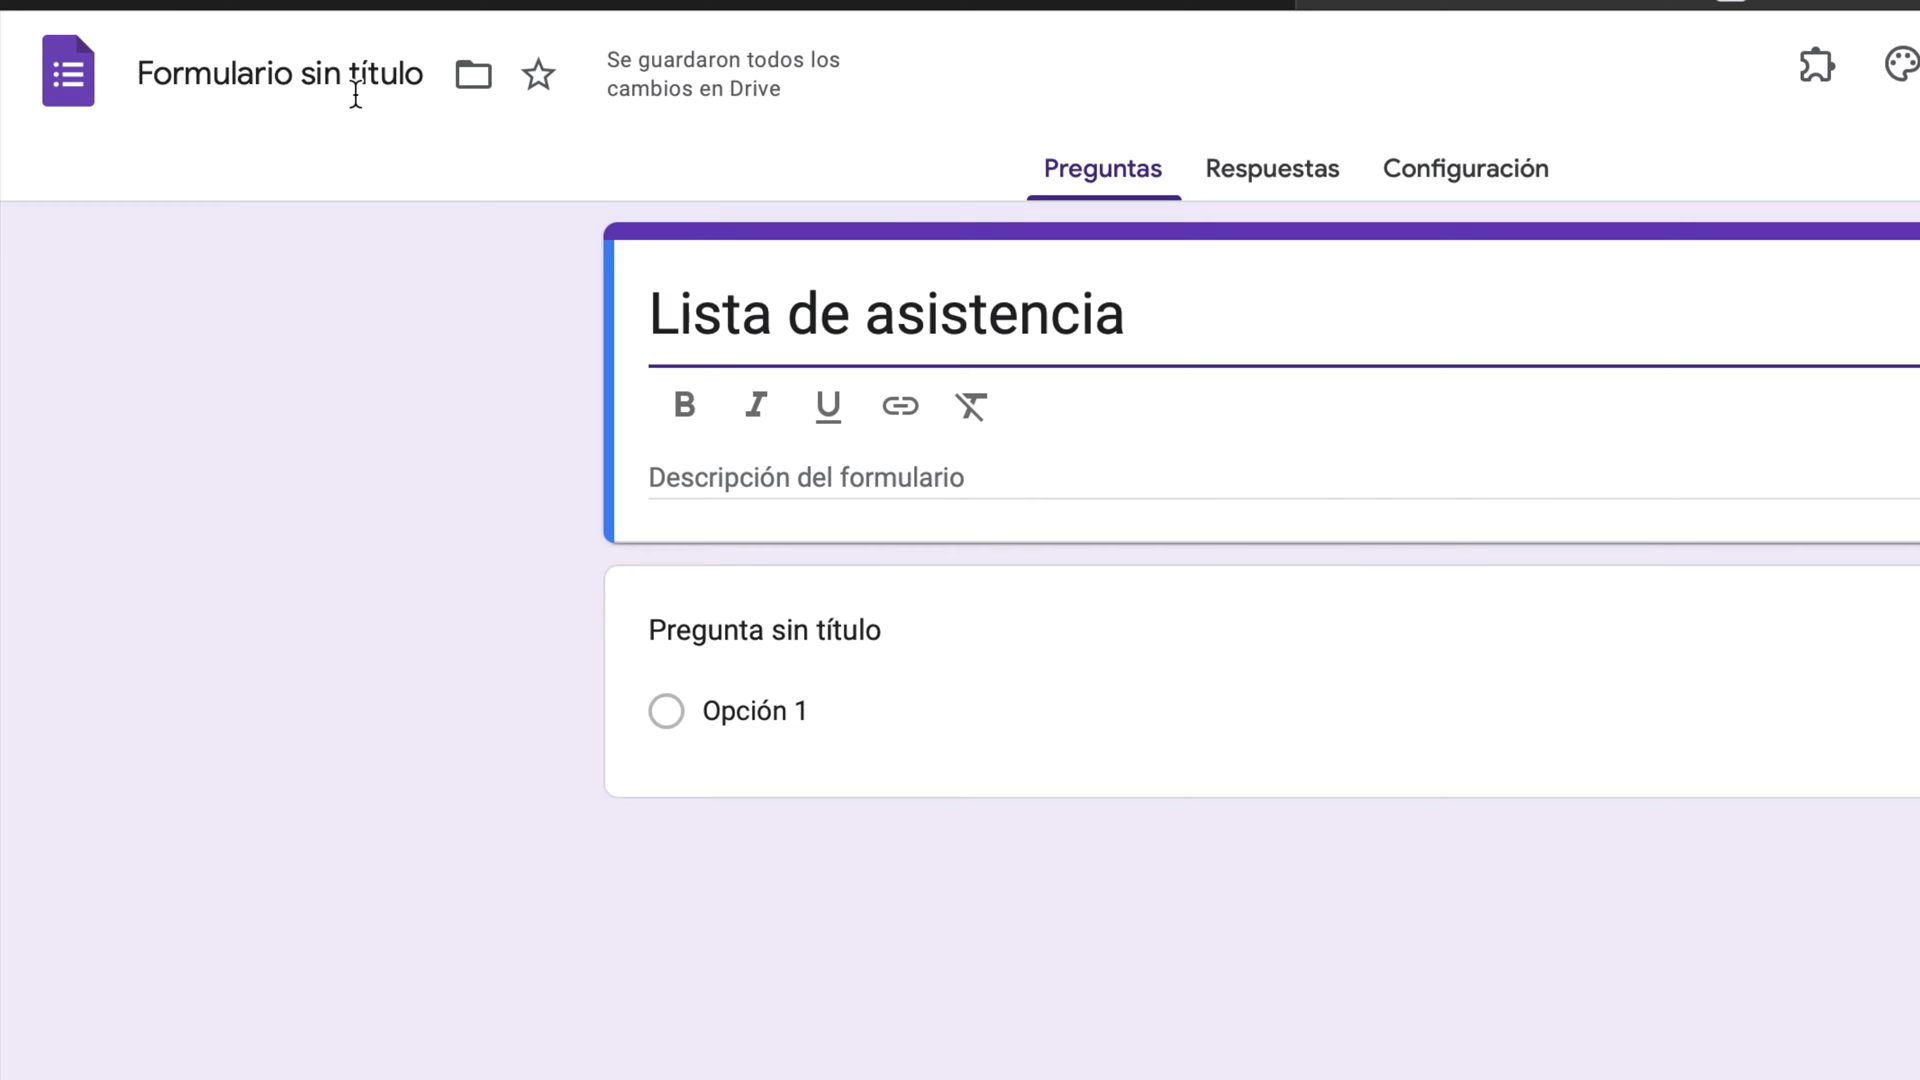 Formulario sin título
Se guardaron todos los
cambios en Drive
Preguntas Respuestas Configuración
Lista de asistencia
B I U
Descripción del formulario
Pregunta sin título
Opción 1